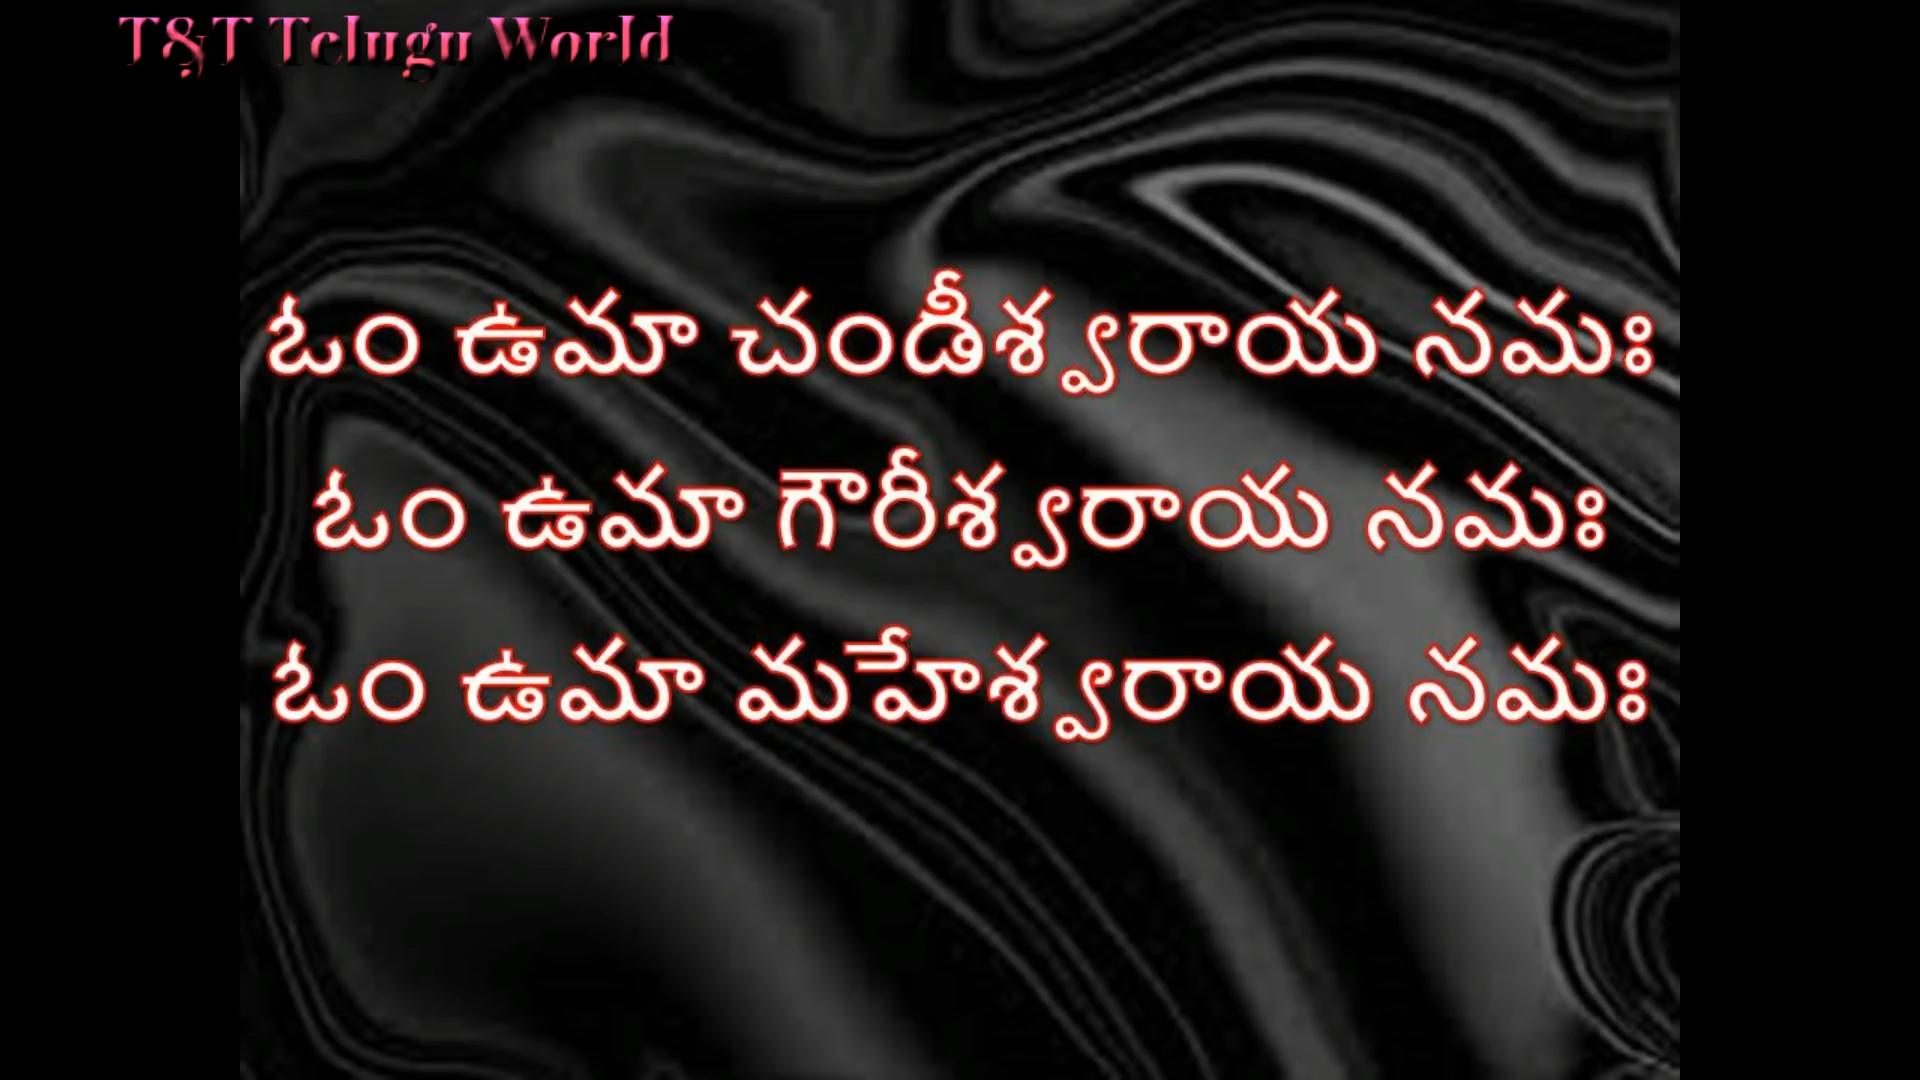 T&T Telugu World
ఓం ఉమా చండీశ్వరాయ నమః
ఓం ఉమా గౌరీశ్వరాయ నమః
ఓం ఉమా మహేశ్వరాయ నమః